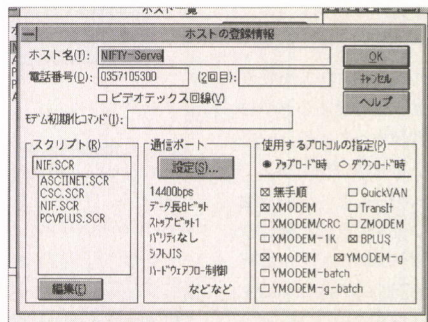 ホスト一覧
ホストの登録情報
ホスト名(T): NIFTY-Serve
OK
電話番号(D): 0357105300 (2回目):
キャンセル
□ ビデオテックス回線(V)
ヘルプ
モデム初期化コマンド(I):
スクリプト(R)
NIF.SCR
ASCIINET.SCR
CSC.SCR
NIF.SCR
PCVPLUS.SCR
編集(E)
通信ポート
設定(S)...
14400bps
データ長8ビット
ストップビット1
パリティなし
シフトJIS
ハードウェアフロー制御
などなど
使用するプロトコルの指定(P)
アップロード時 ダウンロード時
無手順 QuickVAN
XMODEM TransIt
XMODEM/CRC ZMODEM
XMODEM-1K BPLUS
YMODEM YMODEM-g
YMODEM-batch
YMODEM-g-batch